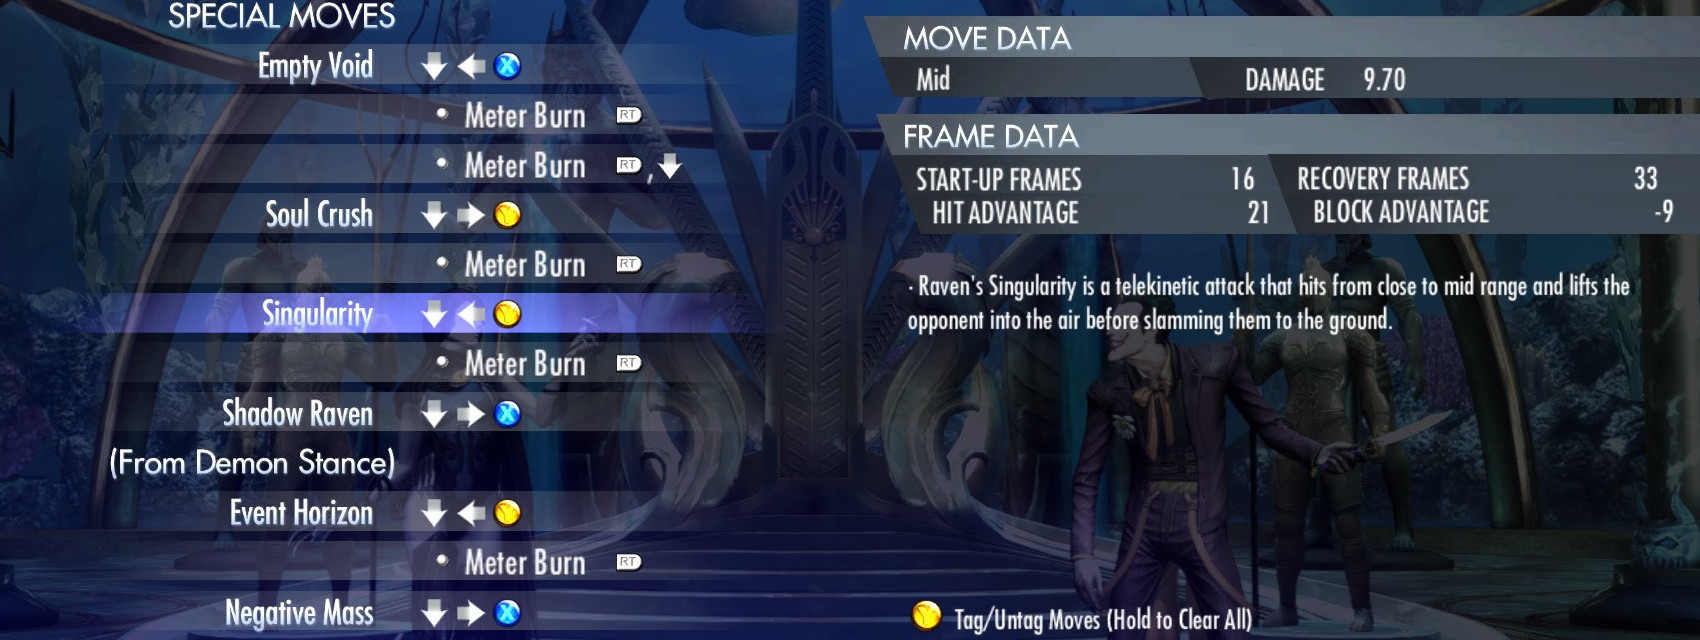 SPECIAL MOVES
Empty Void X
Meter Burn RT
Meter Burn RT,
Soul Crush Y
Meter Burn RT
Singularity Y
Meter Burn RT
Shadow Raven X
(From Demon Stance)
Event Horizon Y
Meter Burn RT
Negative Mass X
MOVE DATA
Mid DAMAGE 9.70
FRAME DATA
START-UP FRAMES 16 RECOVERY FRAMES 33
HIT ADVANTAGE 21 BLOCK ADVANTAGE -9
· Raven's Singularity is a telekinetic attack that hits from close to mid range and lifts the
opponent into the air before slamming them to the ground.
Y Tag/Untag Moves (Hold to Clear All)